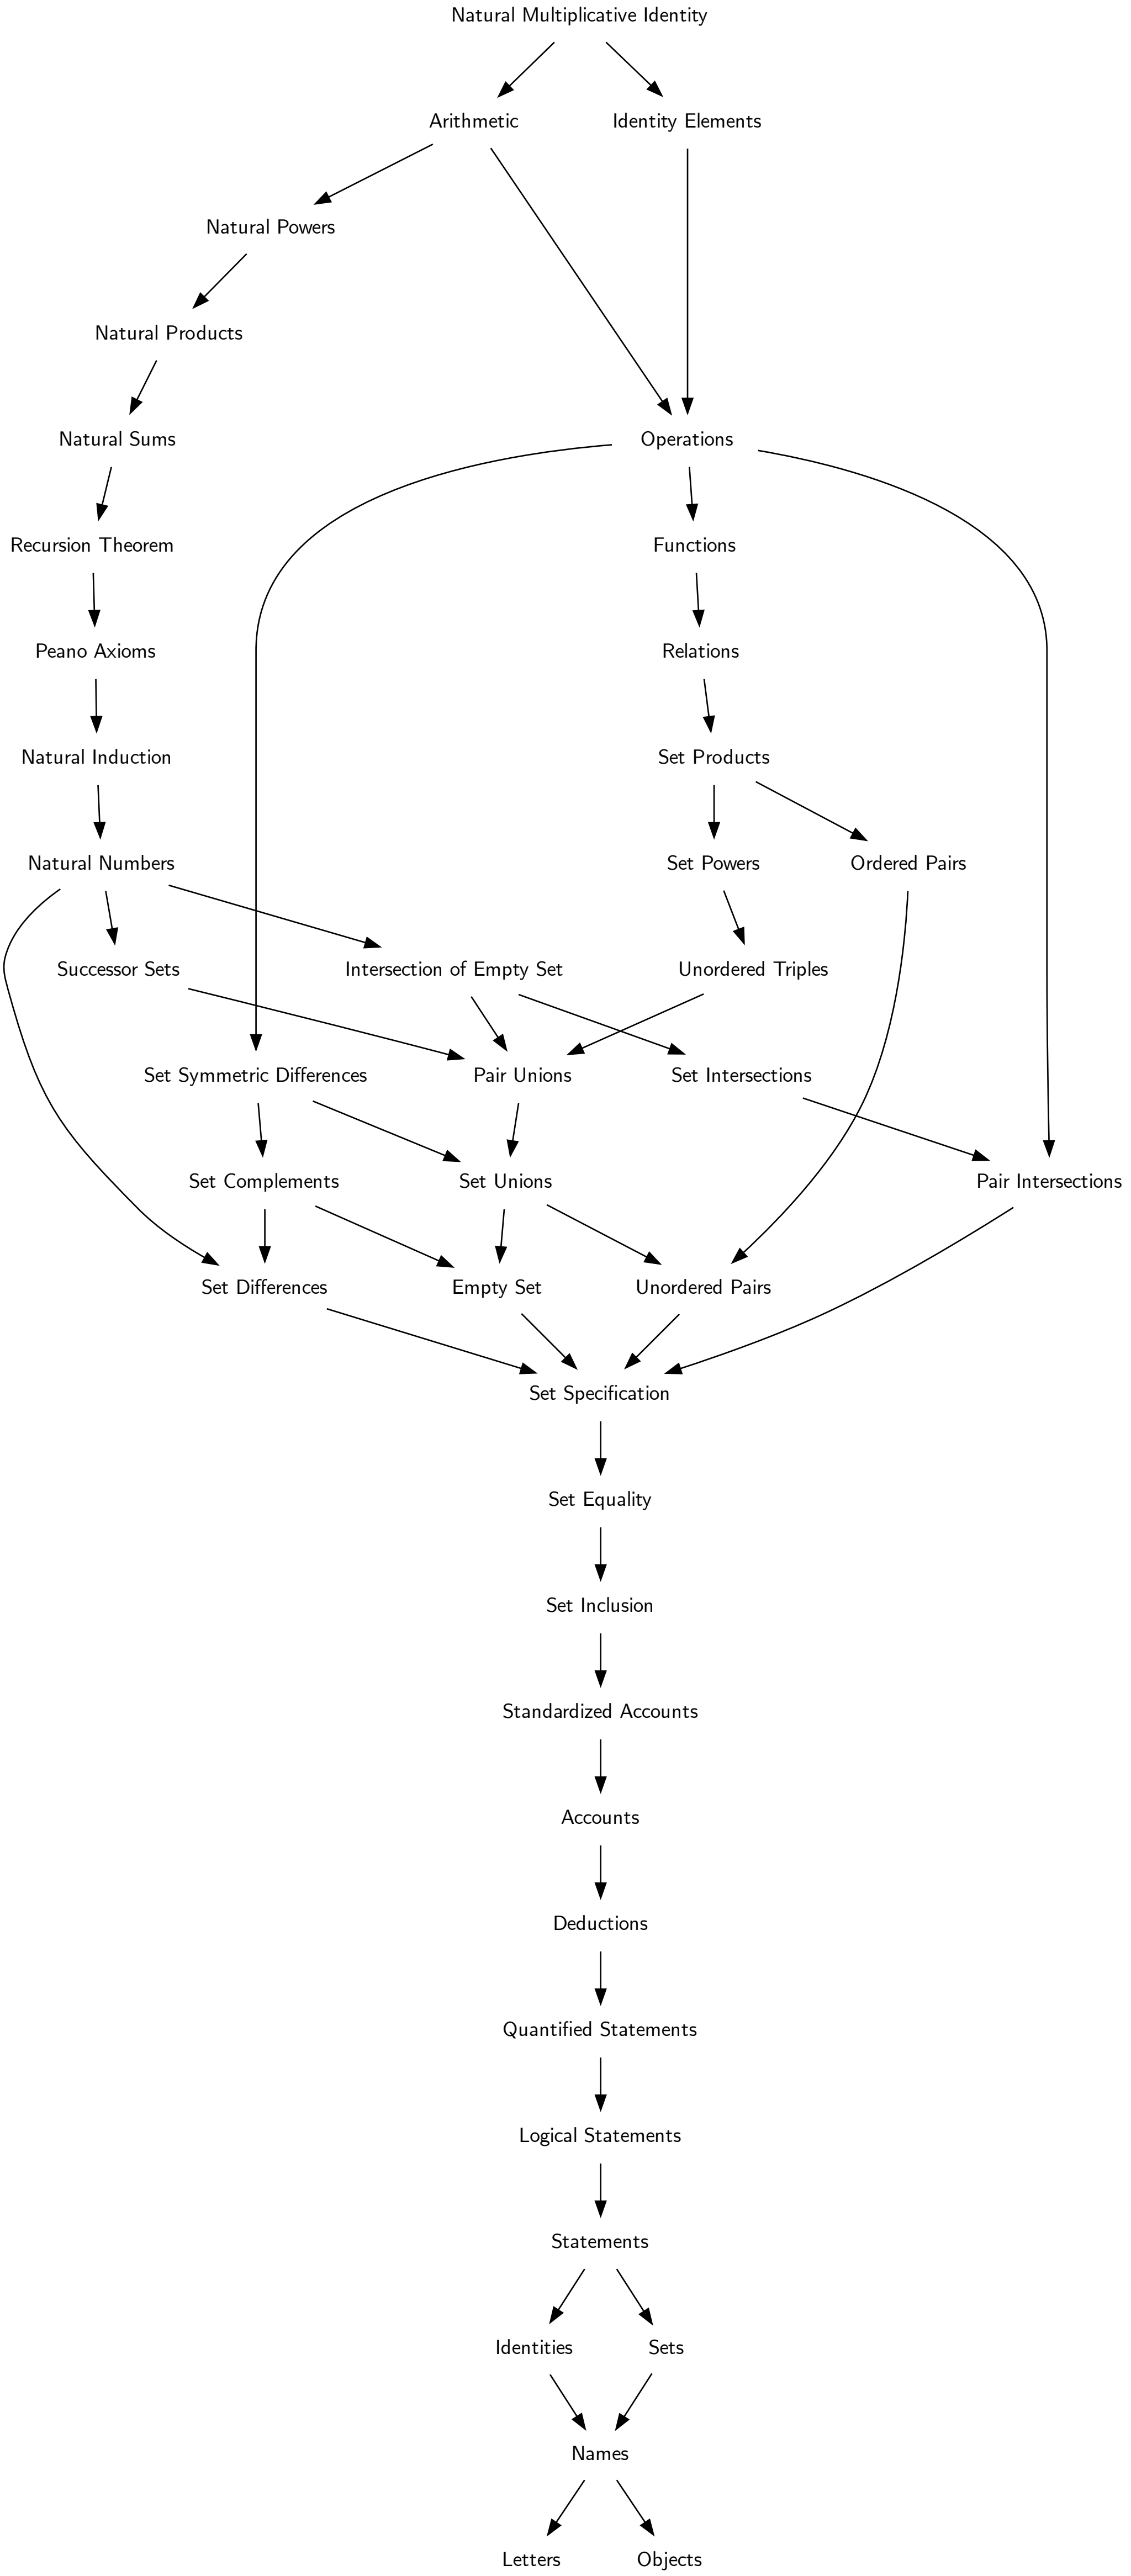 Natural Multiplicative Identity
Arithmetic
Identity Elements
Natural Powers
Natural Products
Natural Sums
Operations
Recursion Theorem
Functions
Peano Axioms
Relations
Natural Induction
Set Products
Natural Numbers
Set Powers
Ordered Pairs
Successor Sets
Intersection of Empty Set
Unordered Triples
Set Symmetric Differences
Pair Unions
Set Intersections
Set Complements
Set Unions
Pair Intersections
Set Differences
Empty Set
Unordered Pairs
Set Specification
Set Equality
Set Inclusion
Standardized Accounts
Accounts
Deductions
Quantified Statements
Logical Statements
Statements
Identities
Sets
Names
Letters
Objects